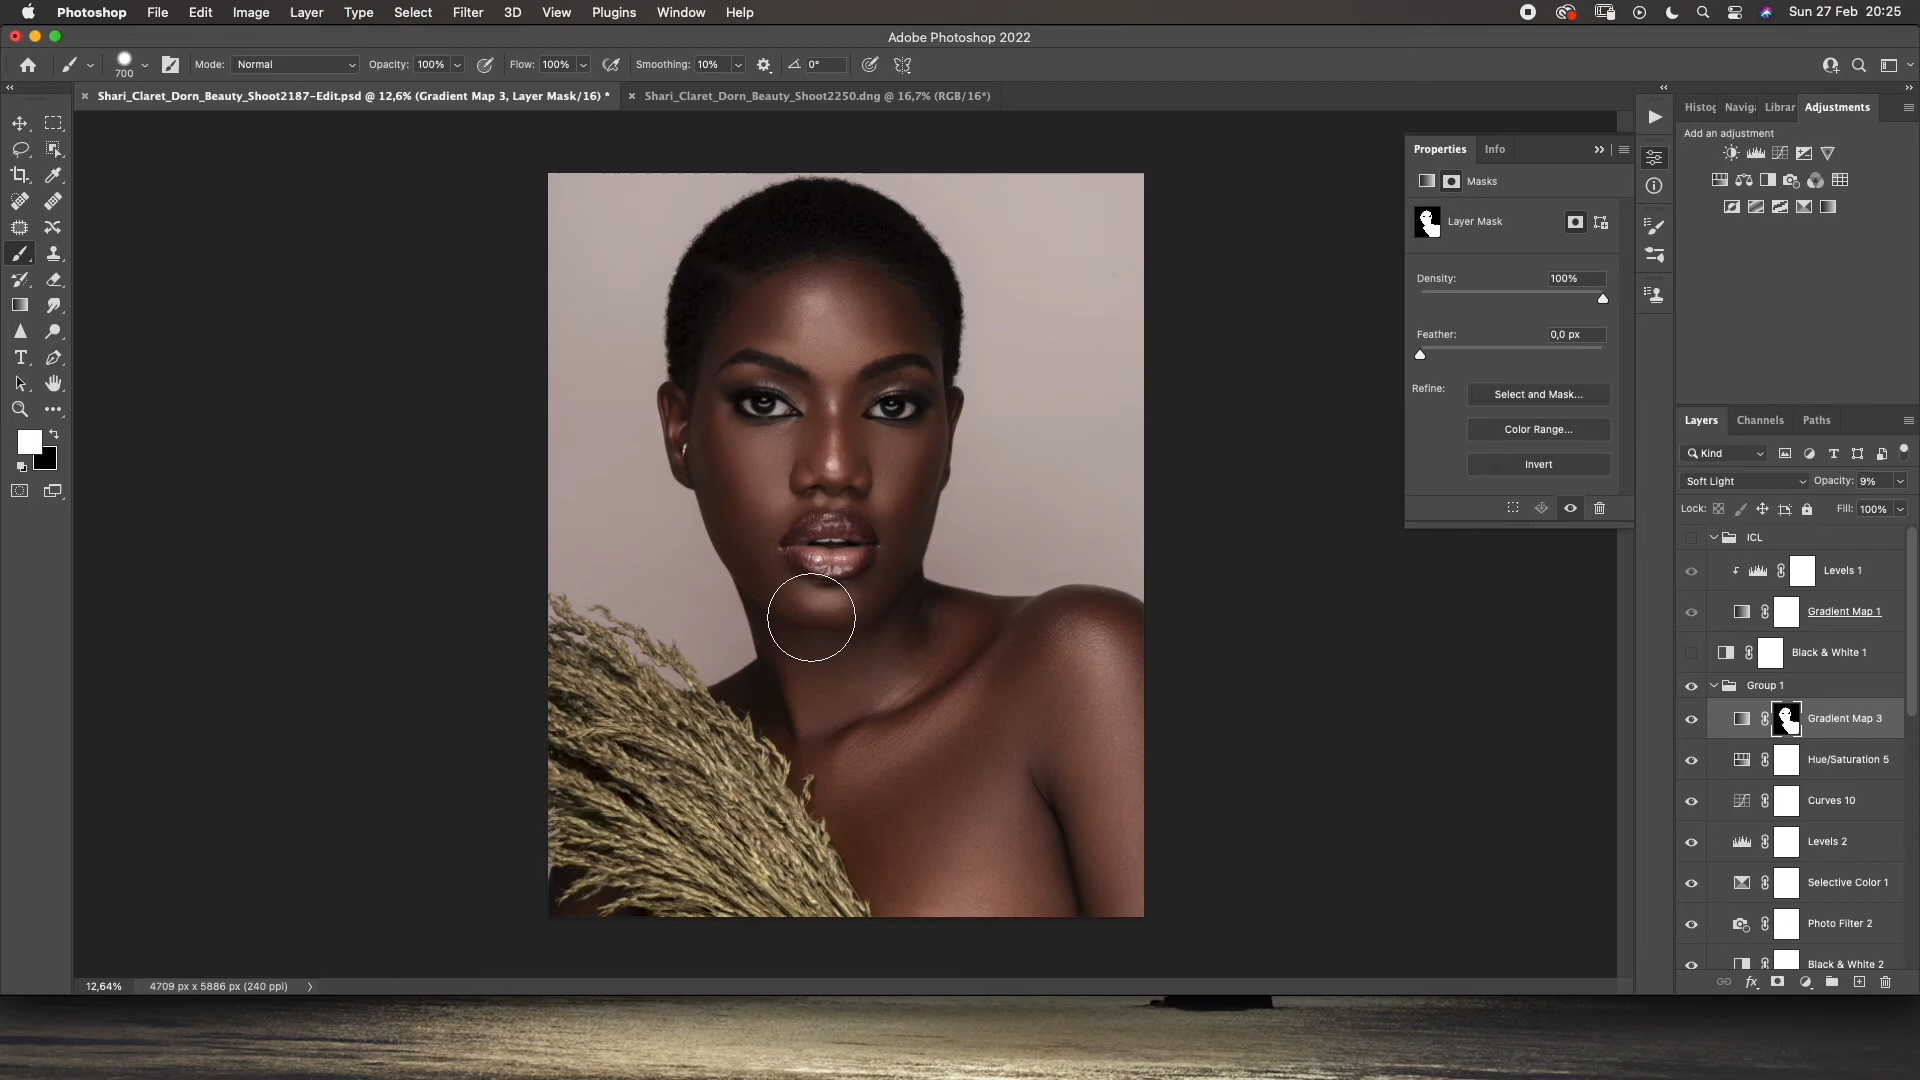 Photoshop File Edit Image Layer Type Select Filter 3D View Plugins Window Help Sun 27 Feb 20:25
Adobe Photoshop 2022
700 Mode: Normal Opacity: 100% Flow: 100% Smoothing: 10% 0°
Shari_Claret_Dorn_Beauty_Shoot2187-Edit.psd @ 12,6% (Gradient Map 3, Layer Mask/16) * Shari_Claret_Dorn_Beauty_Shoot2250.dng @ 16,7% (RGB/16*)
Histog Naviga Librar Adjustments
Add an adjustment
Properties Info
Masks
Layer Mask
Density: 100%
Feather: 0,0 px
Refine: Select and Mask...
Color Range...
Invert
Layers Channels Paths
Kind
Soft Light Opacity: 9%
Lock: Fill: 100%
ICL
Levels 1
Gradient Map 1
Black & White 1
Group 1
Gradient Map 3
Hue/Saturation 5
Curves 10
Levels 2
Selective Color 1
Photo Filter 2
Black & White 2
12,64% 4709 px x 5886 px (240 ppi)